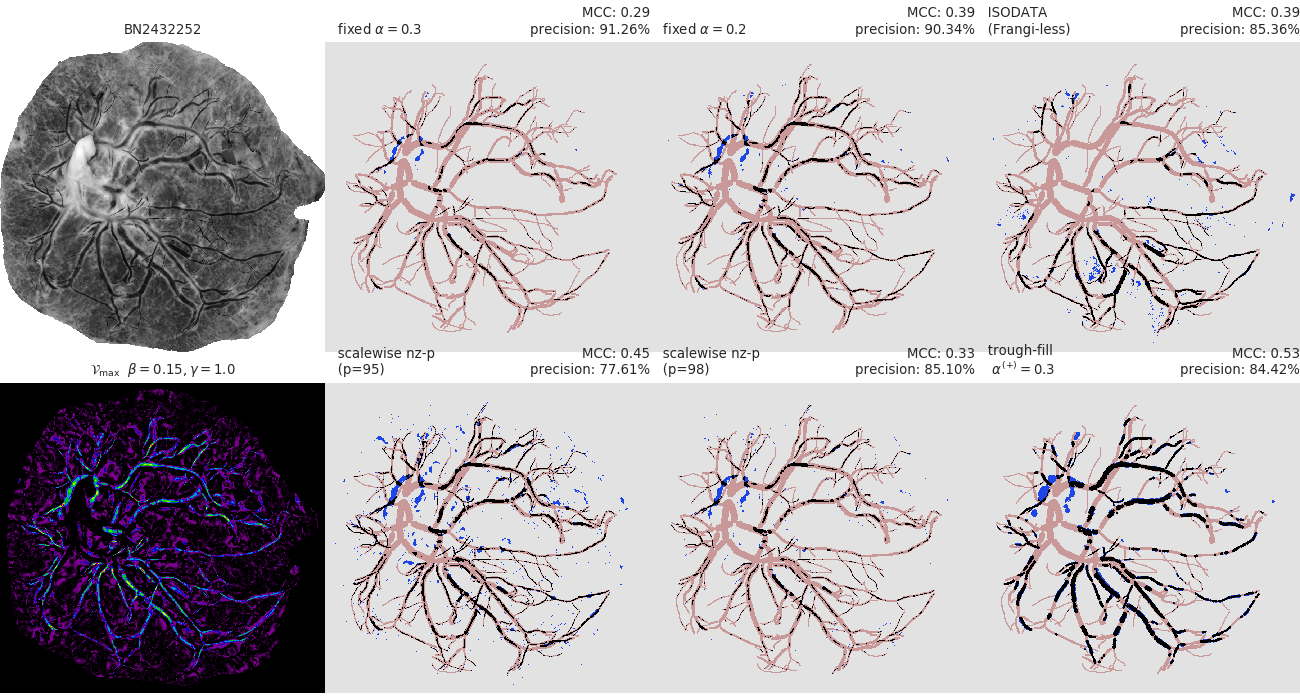 BN2432252
fixed α = 0.3
MCC: 0.29
precision: 91.26%
fixed α = 0.2
MCC: 0.39
precision: 90.34%
ISODATA
(Frangi-less)
MCC: 0.39
precision: 85.36%
𝒱max β = 0.15, γ = 1.0
scalewise nz-p
(p=95)
MCC: 0.45
precision: 77.61%
scalewise nz-p
(p=98)
MCC: 0.33
precision: 85.10%
trough-fill
α(+) = 0.3
MCC: 0.53
precision: 84.42%